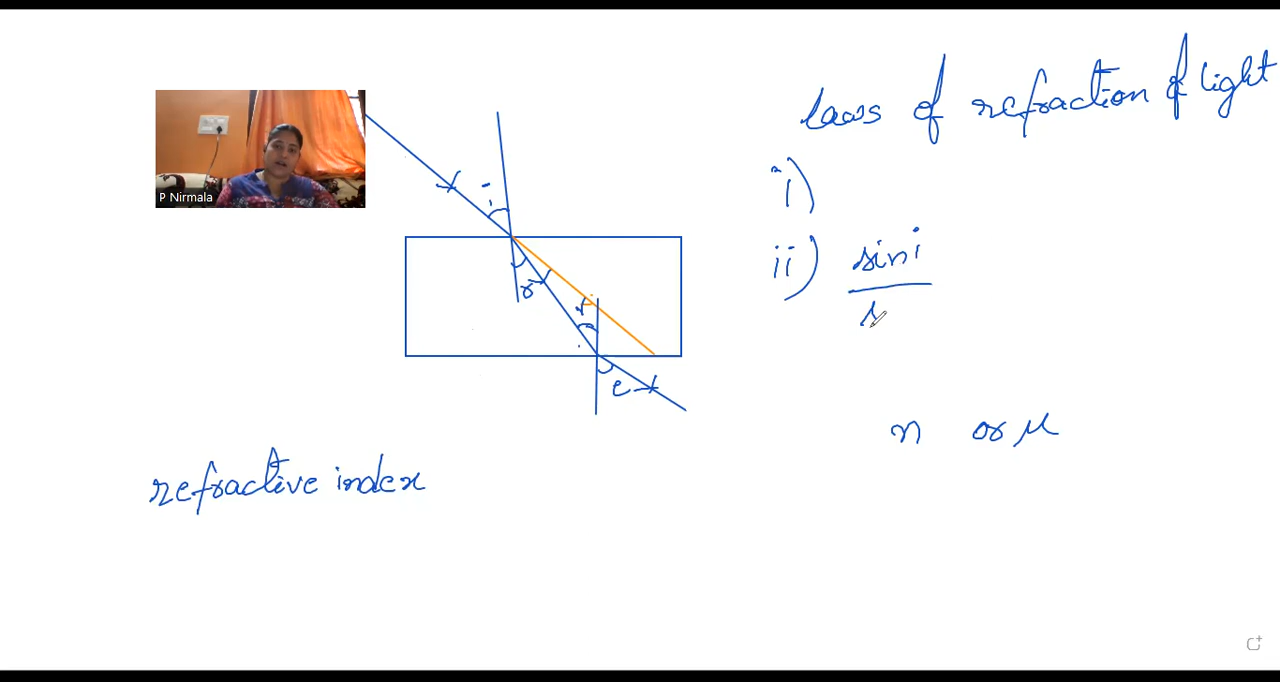 laws of refraction of light
P Nirmala
i
i)
ii) sin i
r
r
e
n or μ
refractive index